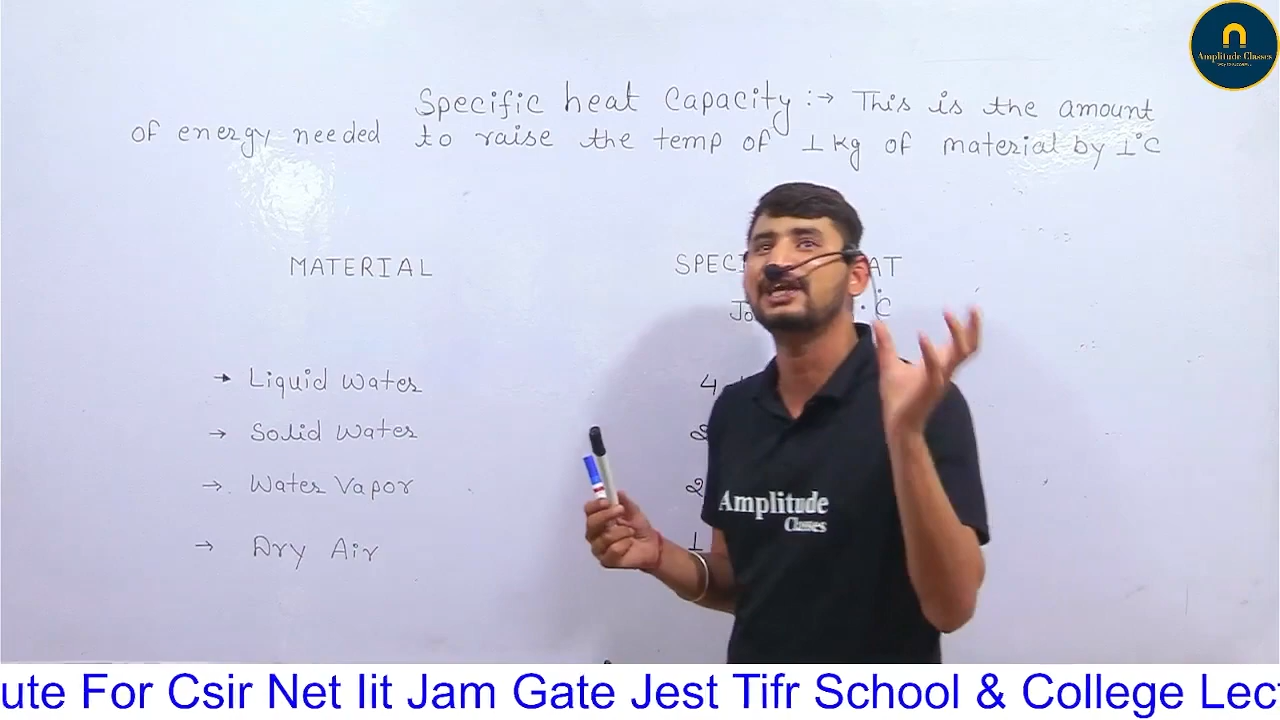 Amplitude Classes
Specific heat capacity :→ This is the amount
of energy needed to raise the temp of 1 kg of material by 1°C
MATERIAL
→ Liquid Water
→ Solid Water
→ Water Vapor
→ Dry Air
Amplitude
Classes
ute For Csir Net Iit Jam Gate Jest Tifr School & College Lect